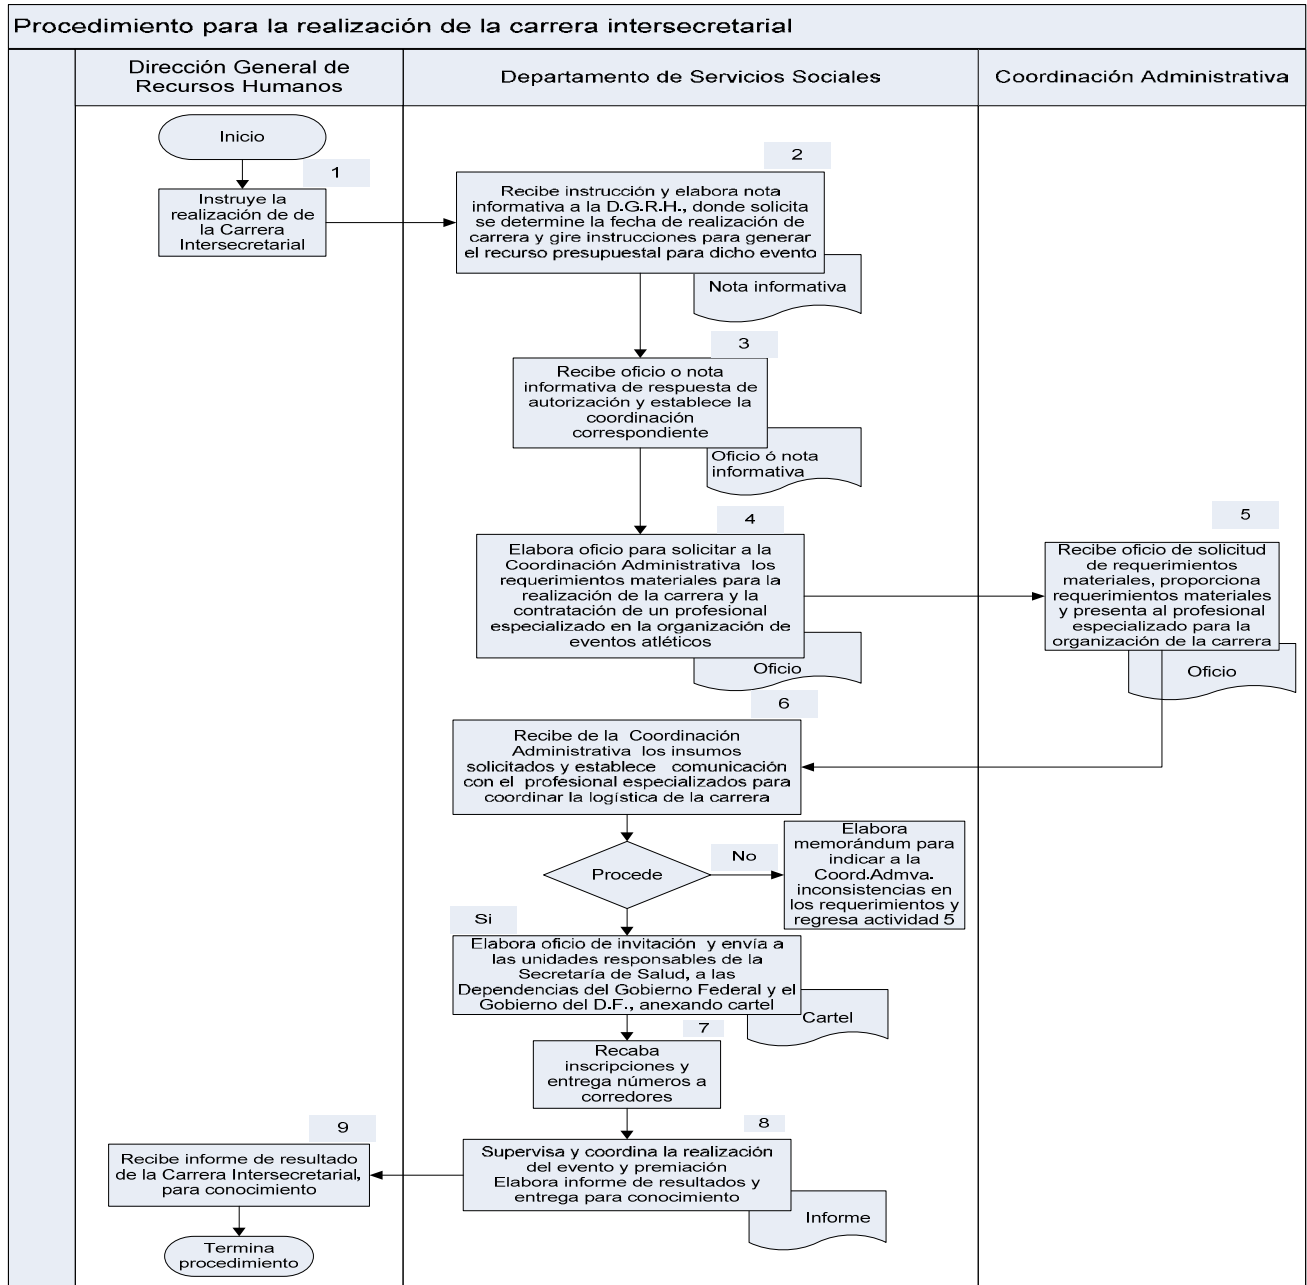 Procedimiento para la realización de la carrera intersecretarial
Dirección General de
Recursos Humanos
Departamento de Servicios Sociales
Coordinación Administrativa
Inicio
1
Instruye la
realización de de
la Carrera
Intersecretarial
2
Recibe instrucción y elabora nota
informativa a la D.G.R.H., donde solicita
se determine la fecha de realización de
carrera y gire instrucciones para generar
el recurso presupuestal para dicho evento
Nota informativa
3
Recibe oficio o nota
informativa de respuesta de
autorización y establece la
coordinación
correspondiente
Oficio ó nota
informativa
4
Elabora oficio para solicitar a la
Coordinación Administrativa los
requerimientos materiales para la
realización de la carrera y la
contratación de un profesional
especializado en la organización de
eventos atléticos
Oficio
5
Recibe oficio de solicitud
de requerimientos
materiales, proporciona
requerimientos materiales
y presenta al profesional
especializado para la
organización de la carrera
Oficio
6
Recibe de la Coordinación
Administrativa los insumos
solicitados y establece comunicación
con el profesional especializados para
coordinar la logística de la carrera
Procede
No
Elabora
memorándum para
indicar a la
Coord.Admva.
inconsistencias en
los requerimientos y
regresa actividad 5
Si
Elabora oficio de invitación y envía a
las unidades responsables de la
Secretaría de Salud, a las
Dependencias del Gobierno Federal y el
Gobierno del D.F., anexando cartel
Cartel
7
Recaba
inscripciones y
entrega números a
corredores
8
Supervisa y coordina la realización
del evento y premiación
Elabora informe de resultados y
entrega para conocimiento
Informe
9
Recibe informe de resultado
de la Carrera Intersecretarial,
para conocimiento
Termina
procedimiento